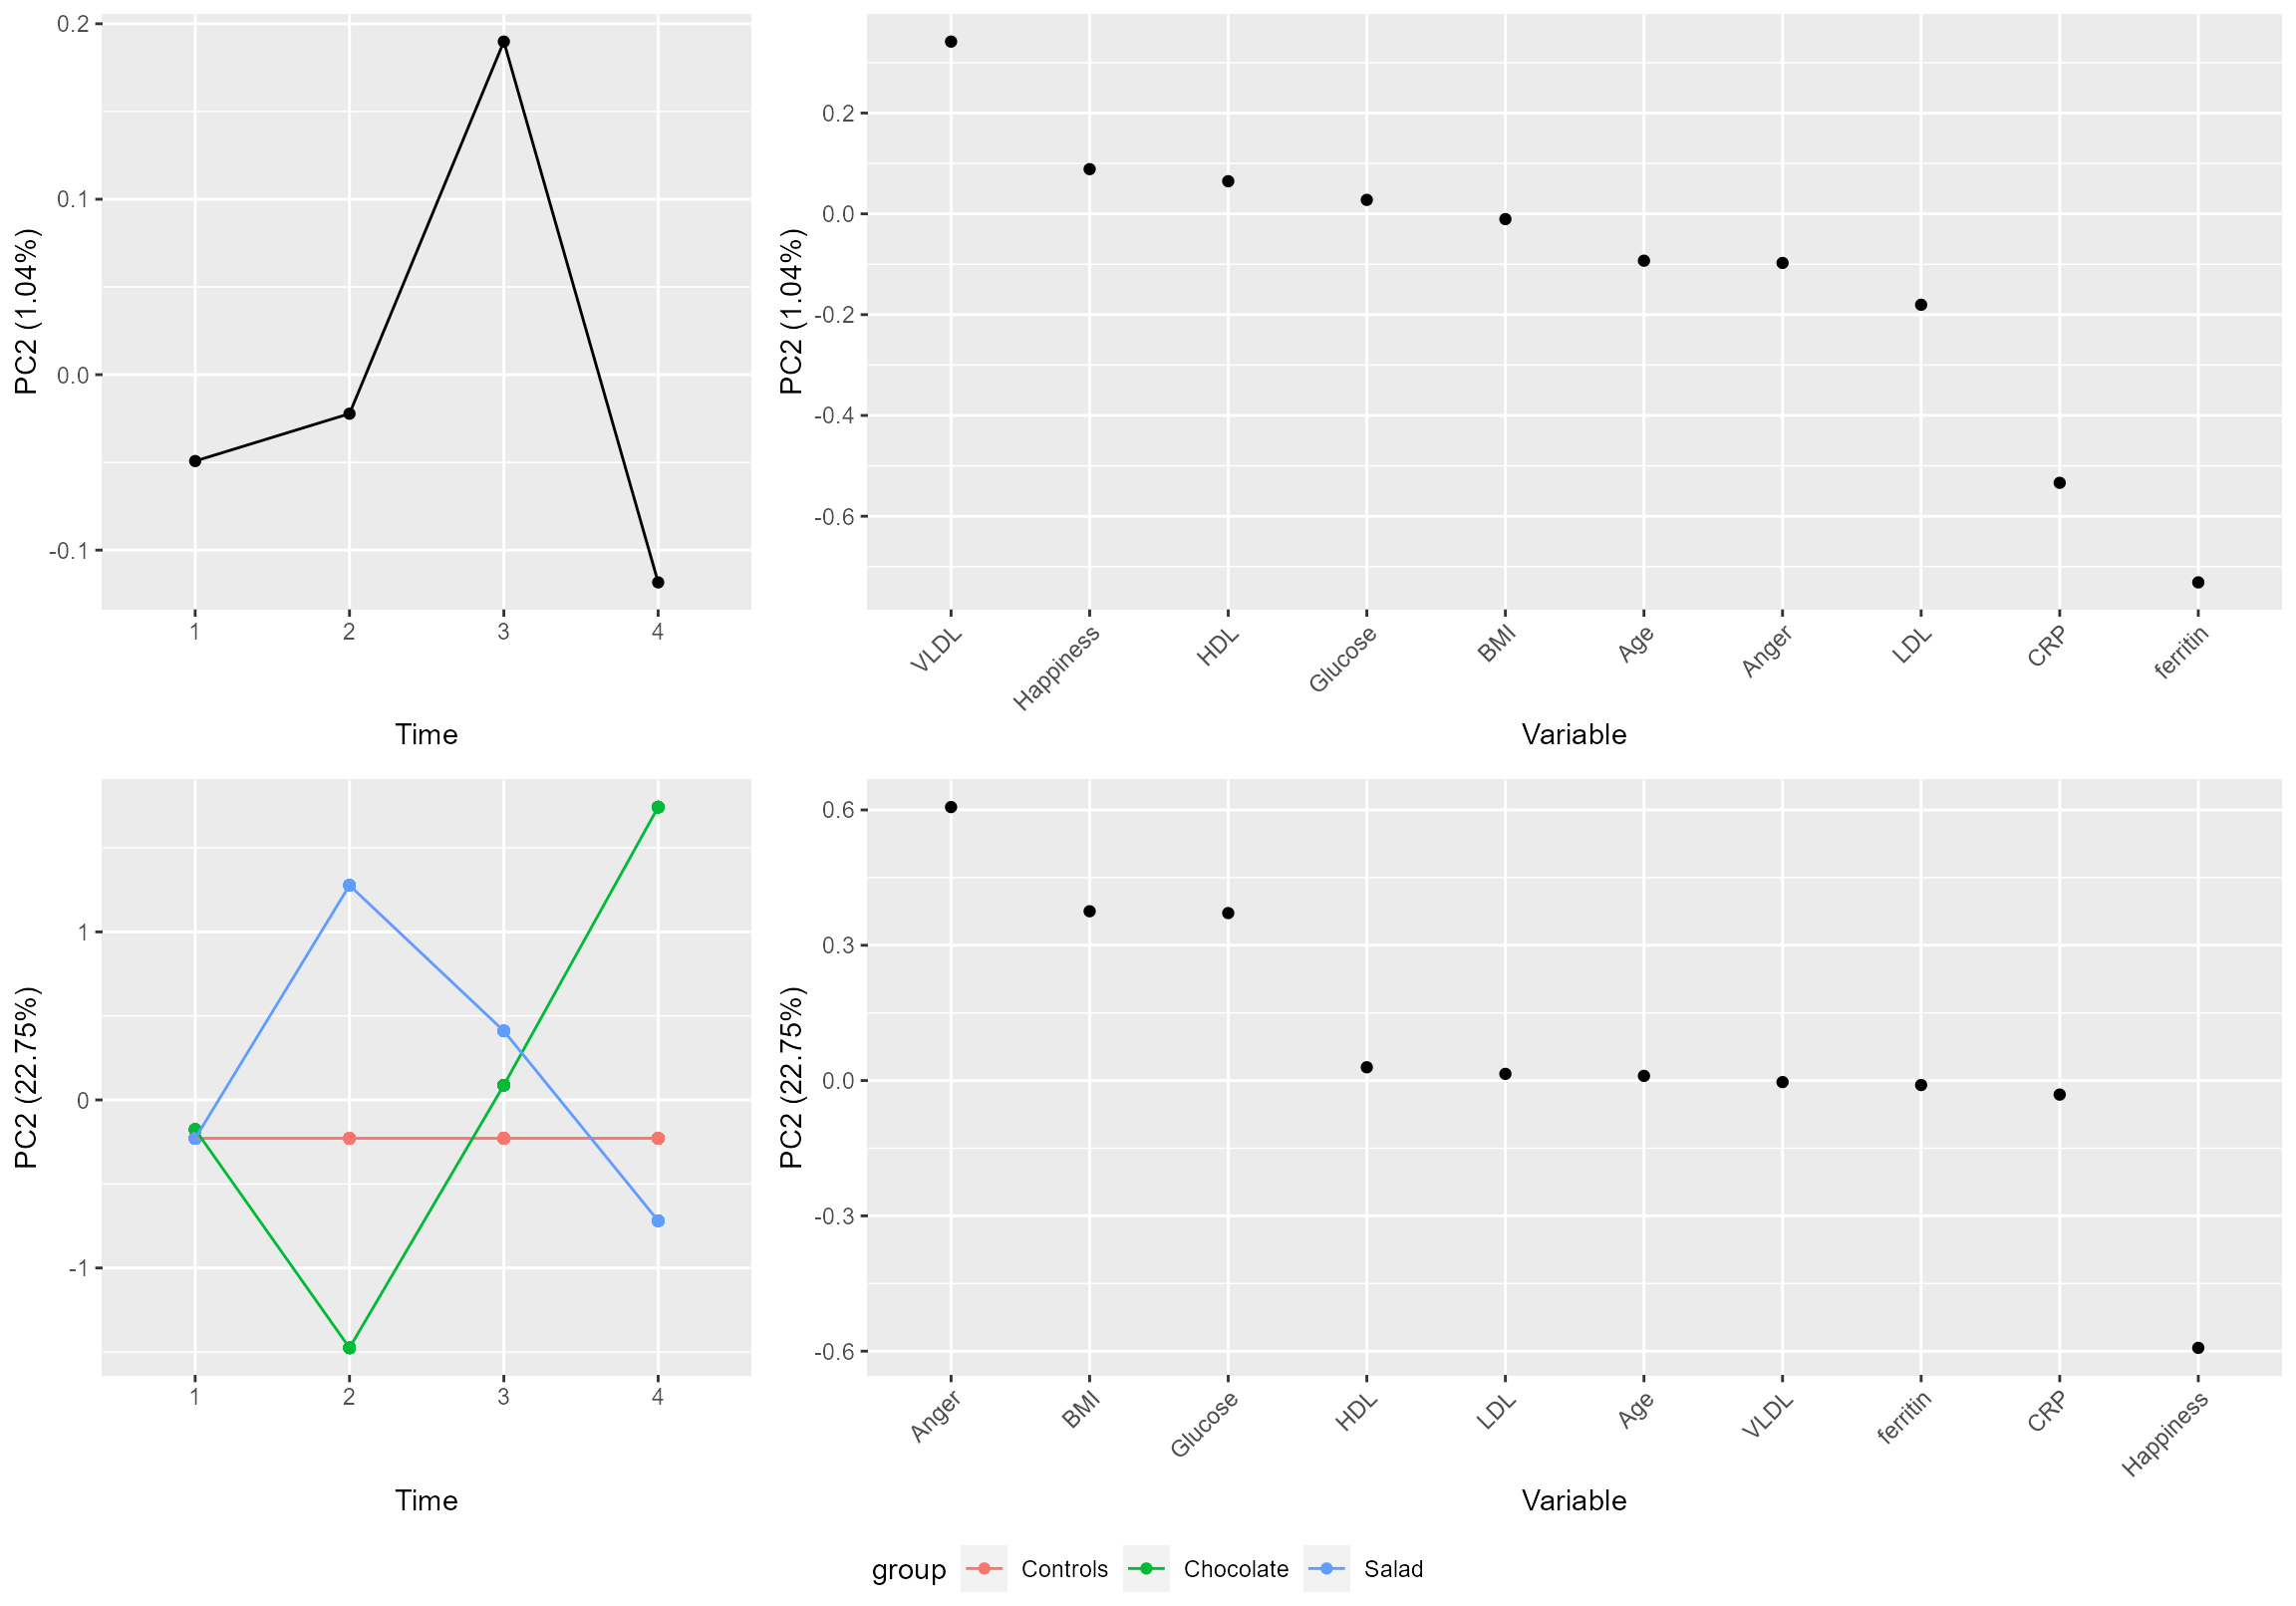 PC2 (1.04%)
0.2
0.1
0.0
-0.1
1 2 3 4
Time
PC2 (1.04%)
0.2
0.0
-0.2
-0.4
-0.6
VLDL Happiness HDL Glucose BMI Age Anger LDL CRP ferritin
Variable
PC2 (22.75%)
1
0
-1
1 2 3 4
Time
PC2 (22.75%)
0.6
0.3
0.0
-0.3
-0.6
Anger BMI Glucose HDL LDL Age VLDL ferritin CRP Happiness
Variable
group Controls Chocolate Salad